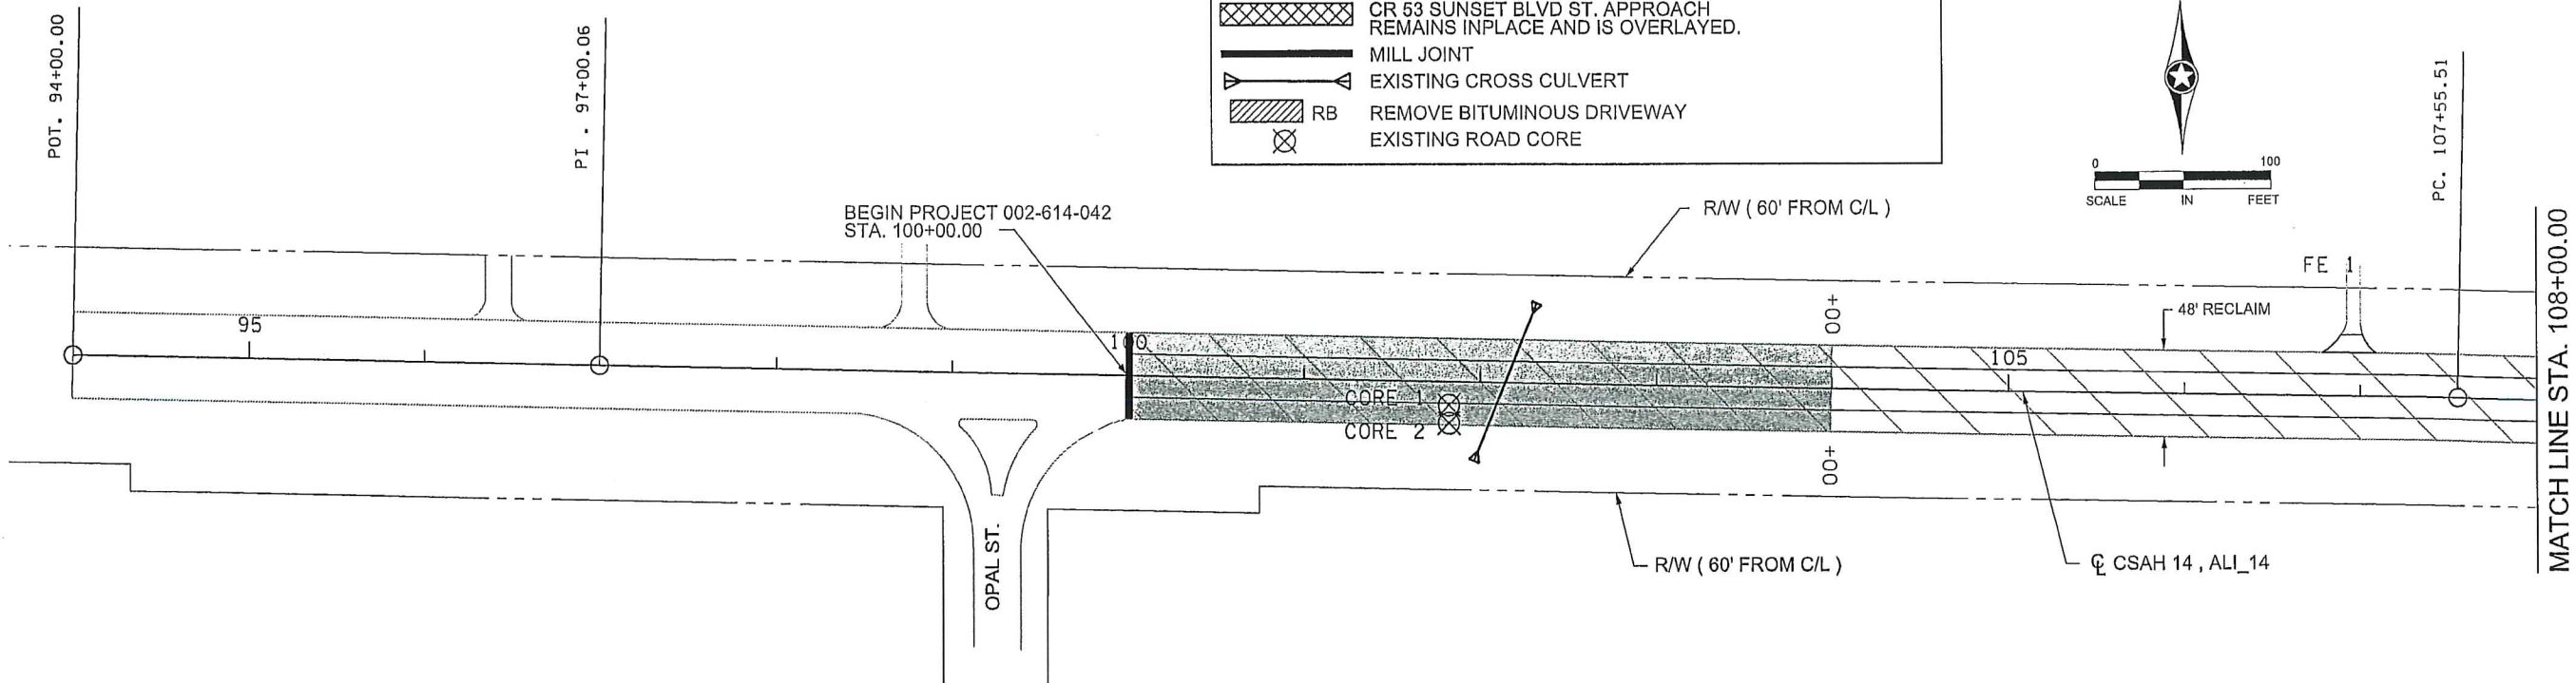 CR 53 SUNSET BLVD ST. APPROACH
REMAINS INPLACE AND IS OVERLAYED.
MILL JOINT
EXISTING CROSS CULVERT
RB REMOVE BITUMINOUS DRIVEWAY
EXISTING ROAD CORE
POT. 94+00.00
PI . 97+00.06
PC. 107+55.51
0 100
SCALE IN FEET
BEGIN PROJECT 002-614-042
STA. 100+00.00
R/W ( 60' FROM C/L )
FE 1
48' RECLAIM
95
100
+00
105
CORE 1
CORE 2
+00
OPAL ST.
R/W ( 60' FROM C/L )
℄ CSAH 14 , ALI_14
MATCH LINE STA. 108+00.00